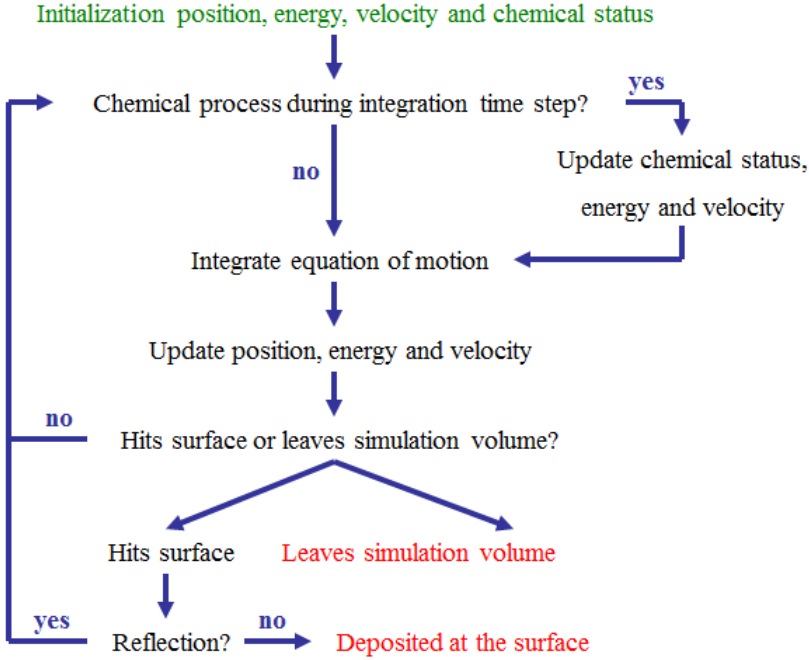 Initialization position, energy, velocity and chemical status
Chemical process during integration time step?
yes
no
Update chemical status,
energy and velocity
Integrate equation of motion
Update position, energy and velocity
no
Hits surface or leaves simulation volume?
Hits surface
Leaves simulation volume
yes
Reflection?
no
Deposited at the surface